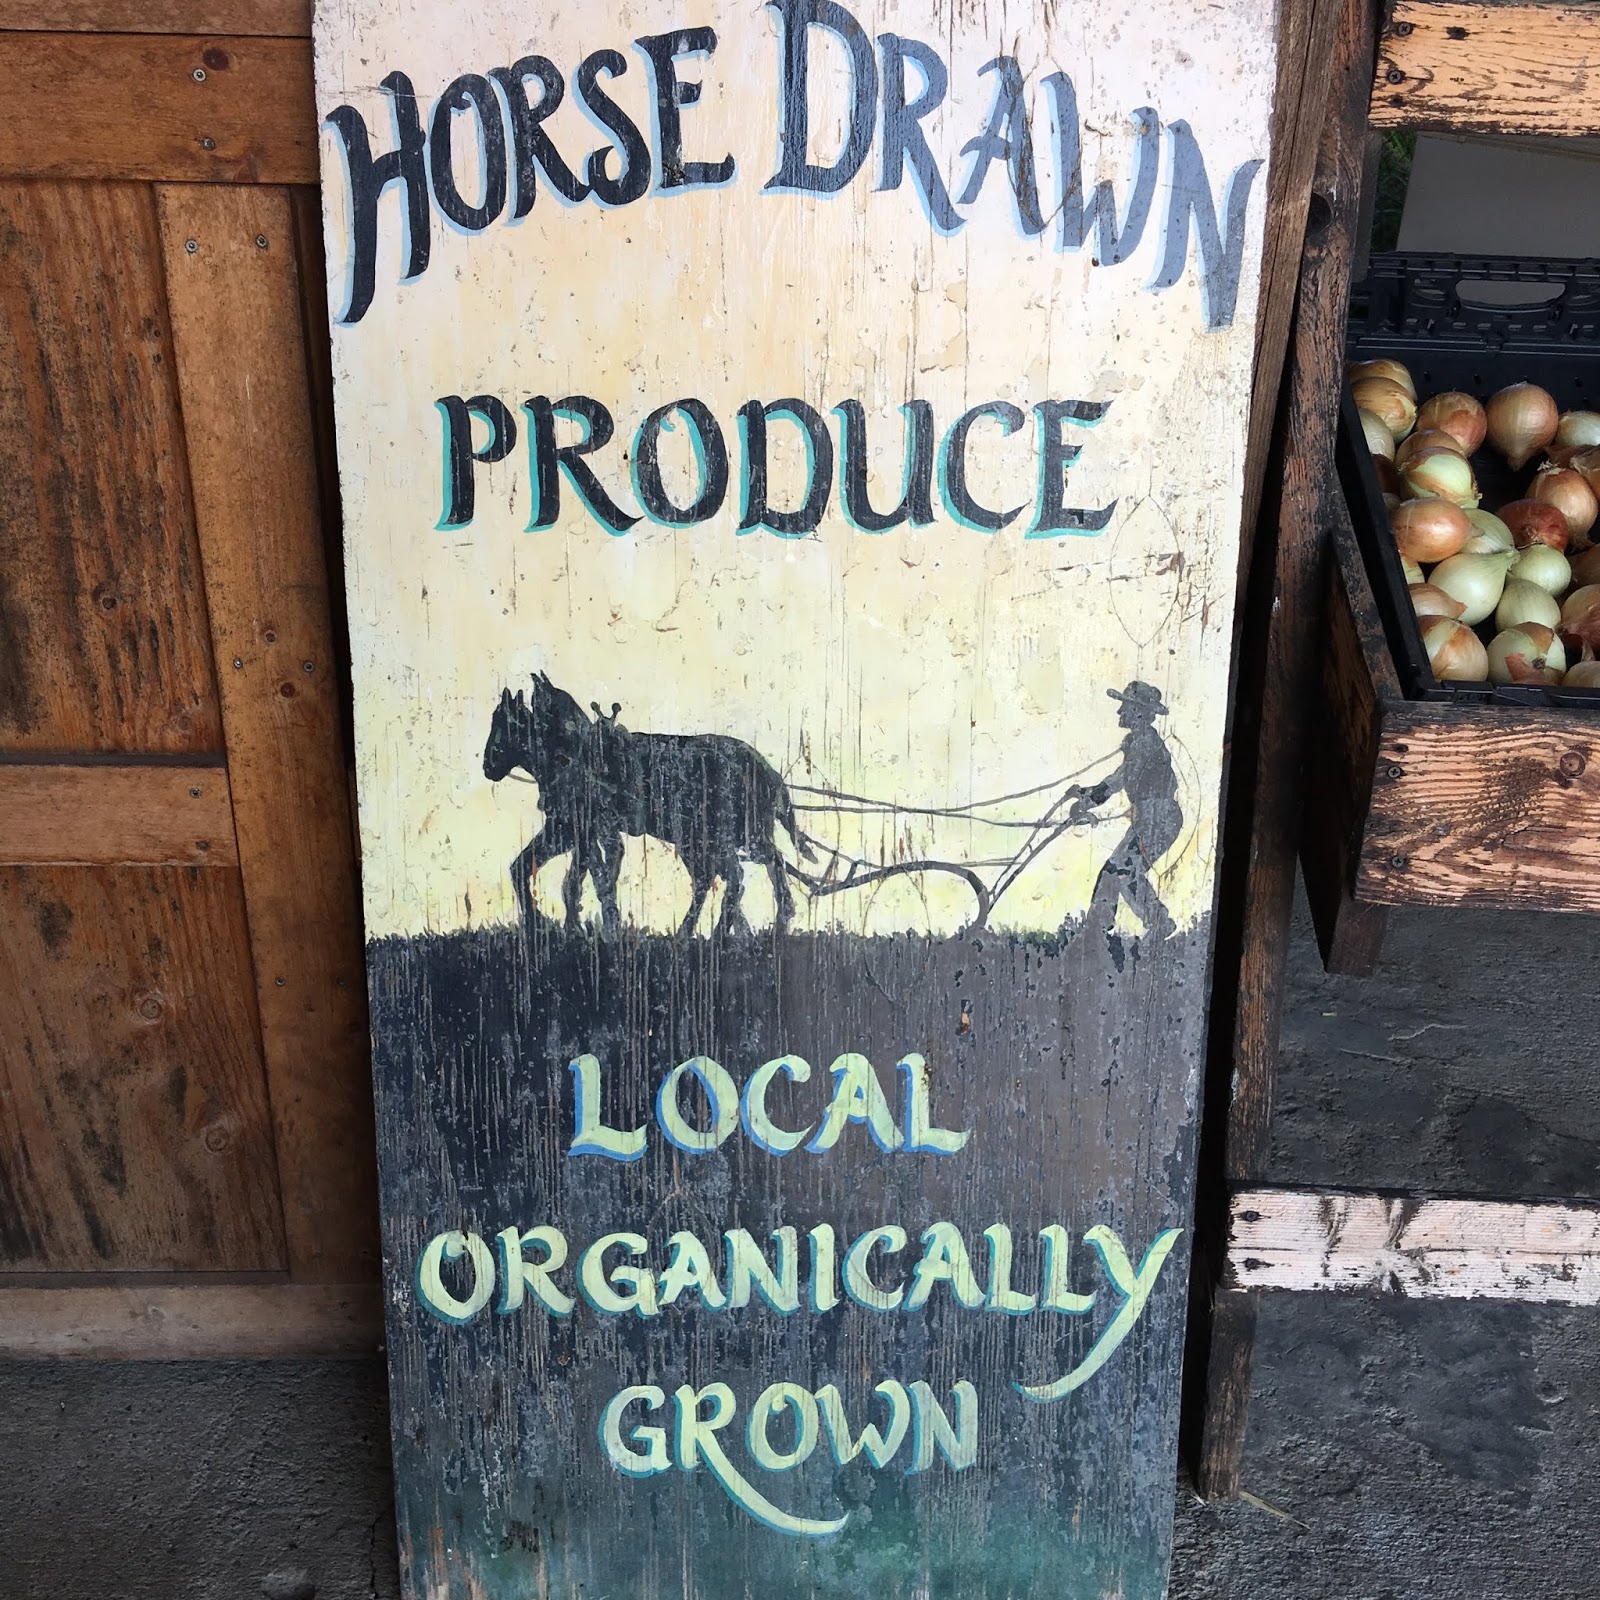 HORSE DRAWN
PRODUCE
LOCAL
ORGANICALLY
GROWN